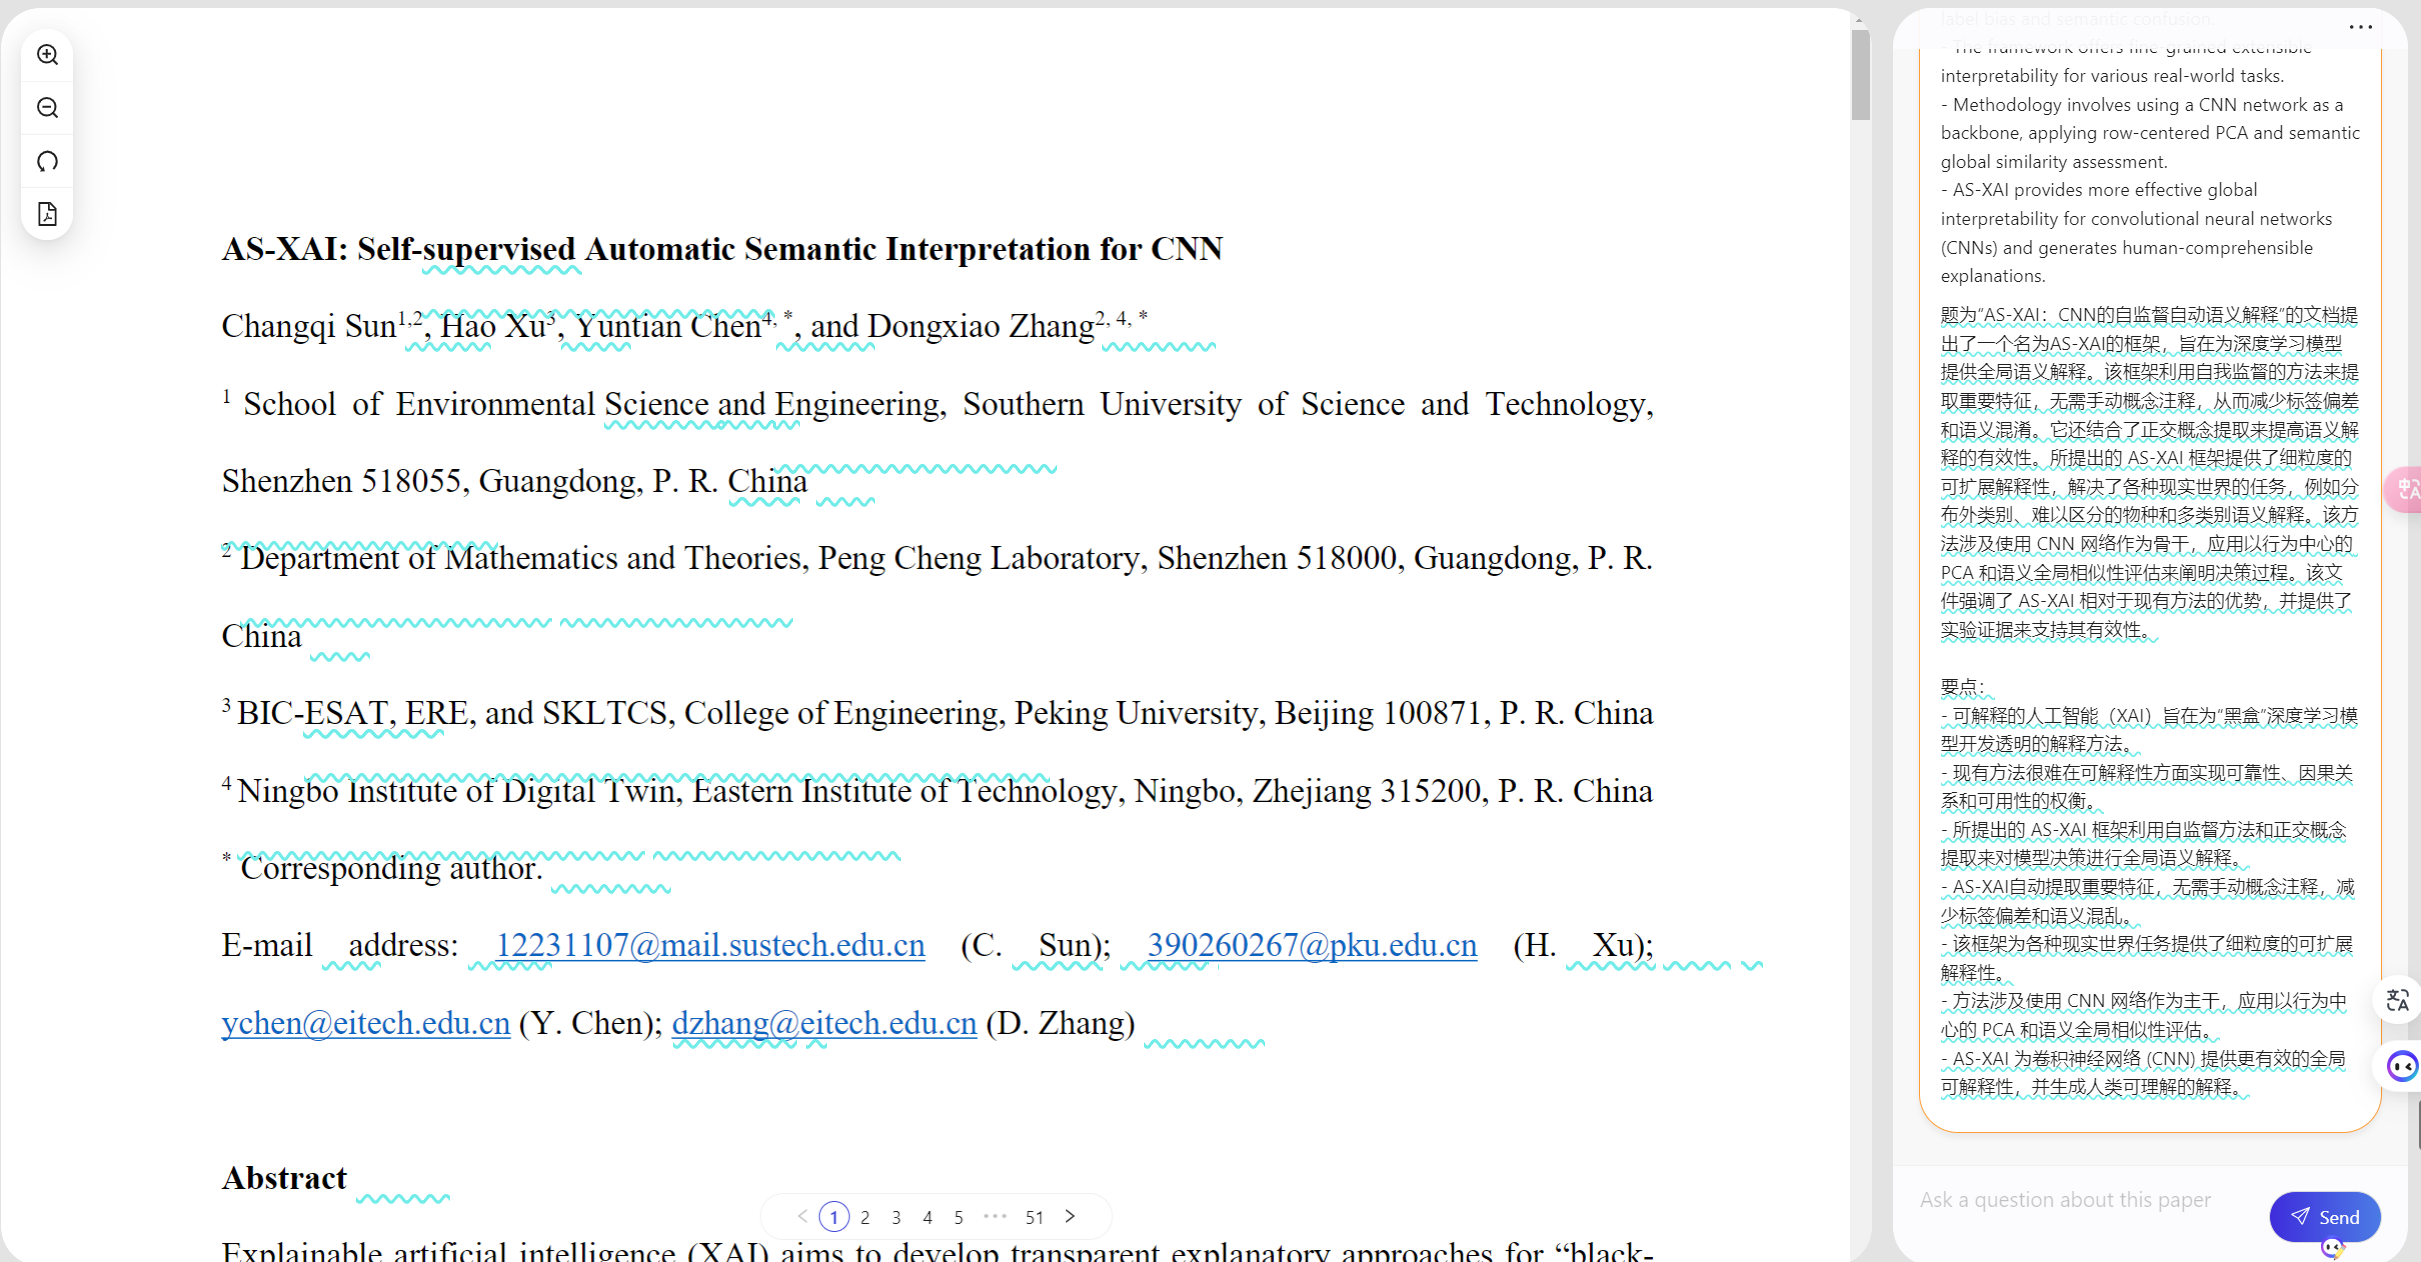 AS-XAI: Self-supervised Automatic Semantic Interpretation for CNN
Changqi Sun1,2, Hao Xu3, Yuntian Chen4, *, and Dongxiao Zhang2, 4, *
1 School of Environmental Science and Engineering, Southern University of Science and Technology,
Shenzhen 518055, Guangdong, P. R. China
2 Department of Mathematics and Theories, Peng Cheng Laboratory, Shenzhen 518000, Guangdong, P. R.
China
3 BIC-ESAT, ERE, and SKLTCS, College of Engineering, Peking University, Beijing 100871, P. R. China
4 Ningbo Institute of Digital Twin, Eastern Institute of Technology, Ningbo, Zhejiang 315200, P. R. China
* Corresponding author.
E-mail address: 12231107@mail.sustech.edu.cn (C. Sun); 390260267@pku.edu.cn (H. Xu);
ychen@eitech.edu.cn (Y. Chen); dzhang@eitech.edu.cn (D. Zhang)
Abstract
Explainable artificial intelligence (XAI) aims to develop transparent explanatory approaches for “black-
< 1 2 3 4 5 ··· 51 >
label bias and semantic confusion.
- The framework offers fine-grained extensible
interpretability for various real-world tasks.
- Methodology involves using a CNN network as a
backbone, applying row-centered PCA and semantic
global similarity assessment.
- AS-XAI provides more effective global
interpretability for convolutional neural networks
(CNNs) and generates human-comprehensible
explanations.
题为“AS-XAI：CNN的自监督自动语义解释”的文档提
出了一个名为AS-XAI的框架，旨在为深度学习模型
提供全局语义解释。该框架利用自我监督的方法来提
取重要特征，无需手动概念注释，从而减少标签偏差
和语义混淆。它还结合了正交概念提取来提高语义解
释的有效性。所提出的 AS-XAI 框架提供了细粒度的
可扩展解释性，解决了各种现实世界的任务，例如分
布外类别、难以区分的物种和多类别语义解释。该方
法涉及使用 CNN 网络作为骨干，应用以行为中心的
PCA 和语义全局相似性评估来阐明决策过程。该文
件强调了 AS-XAI 相对于现有方法的优势，并提供了
实验证据来支持其有效性。
要点：
- 可解释的人工智能（XAI）旨在为“黑盒”深度学习模
型开发透明的解释方法。
- 现有方法很难在可解释性方面实现可靠性、因果关
系和可用性的权衡。
- 所提出的 AS-XAI 框架利用自监督方法和正交概念
提取来对模型决策进行全局语义解释。
- AS-XAI自动提取重要特征，无需手动概念注释，减
少标签偏差和语义混乱。
- 该框架为各种现实世界任务提供了细粒度的可扩展
解释性。
- 方法涉及使用 CNN 网络作为主干，应用以行为中
心的 PCA 和语义全局相似性评估。
- AS-XAI 为卷积神经网络 (CNN) 提供更有效的全局
可解释性，并生成人类可理解的解释。
Ask a question about this paper
Send